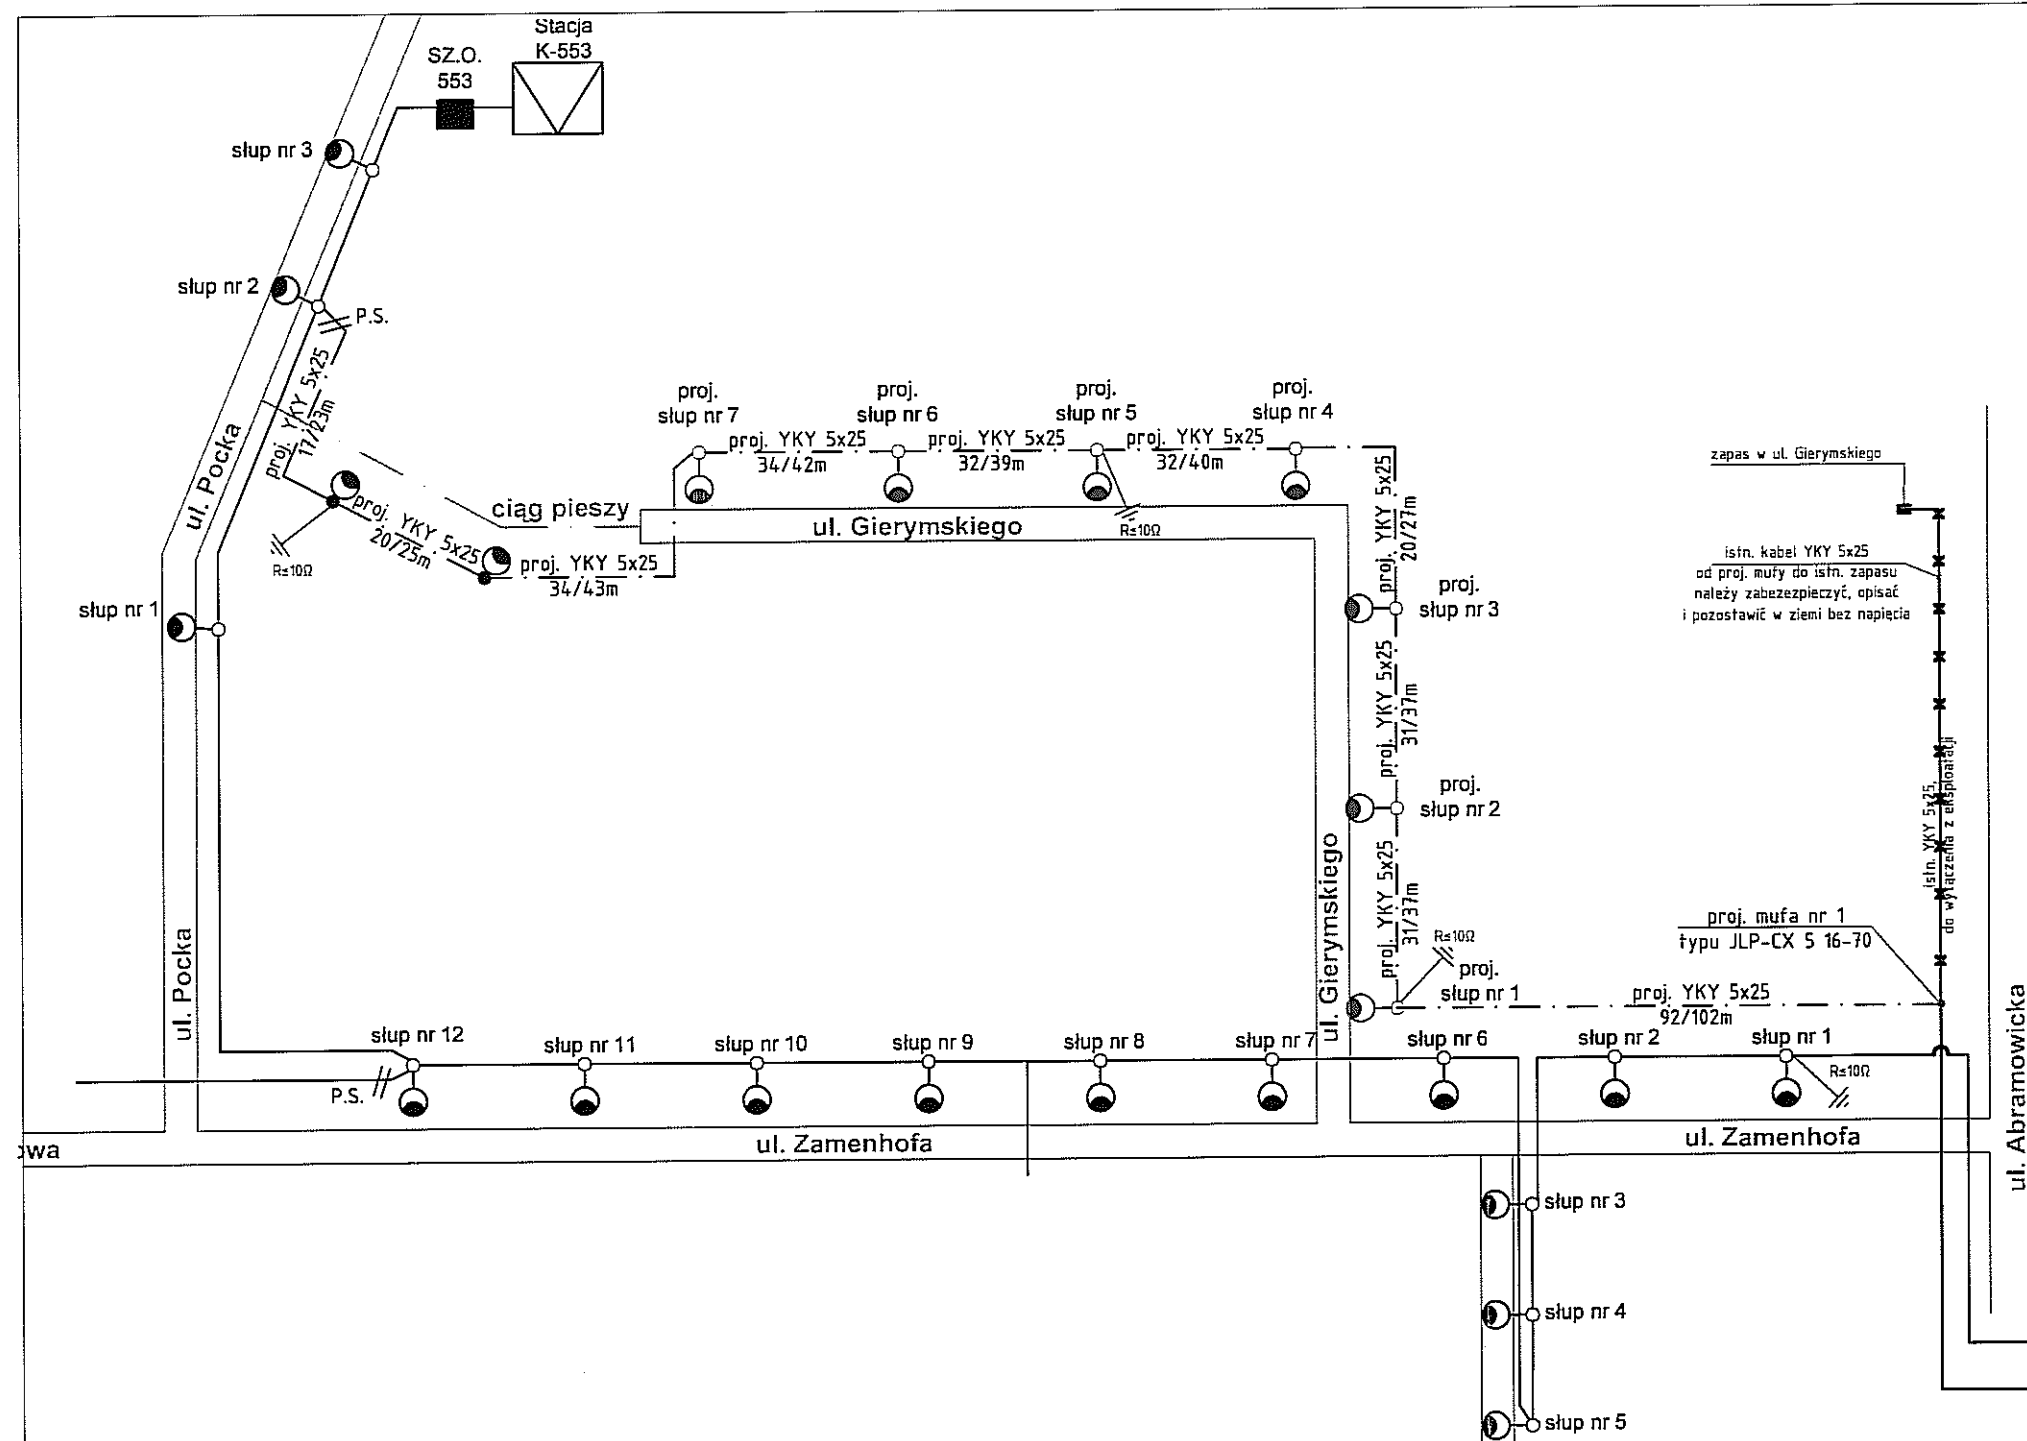 Stacja
K-553
SZ.O.
553
słup nr 3
słup nr 2
P.S.
proj. YKY 5x25
17/23m
ul. Pocka
słup nr 1
R≤10Ω
proj. YKY 5x25
20/25m
ciąg pieszy
proj. YKY 5x25
34/43m
proj.
słup nr 7
proj. YKY 5x25
34/42m
proj.
słup nr 6
proj. YKY 5x25
32/39m
proj.
słup nr 5
proj. YKY 5x25
32/40m
proj.
słup nr 4
ul. Gierymskiego
R≤10Ω
proj. YKY 5x25
20/27m
proj.
słup nr 3
proj. YKY 5x25
31/37m
proj.
słup nr 2
proj. YKY 5x25
31/37m
R≤10Ω
proj.
słup nr 1
ul. Gierymskiego
zapas w ul. Gierymskiego
istn. kabel YKY 5x25
od proj. mufy do istn. zapasu
należy zabezezpieczyć, opisać
i pozostawić w ziemi bez napięcia
istn. YKY 5x25,
do wyłączenia z eksploatacji
proj. mufa nr 1
typu JLP-CX 5 16-70
proj. YKY 5x25
92/102m
ul. Pocka
słup nr 12
słup nr 11
słup nr 10
słup nr 9
słup nr 8
słup nr 7
słup nr 6
słup nr 2
słup nr 1
R≤10Ω
P.S.
owa
ul. Zamenhofa
ul. Zamenhofa
ul. Abramowicka
słup nr 3
słup nr 4
słup nr 5